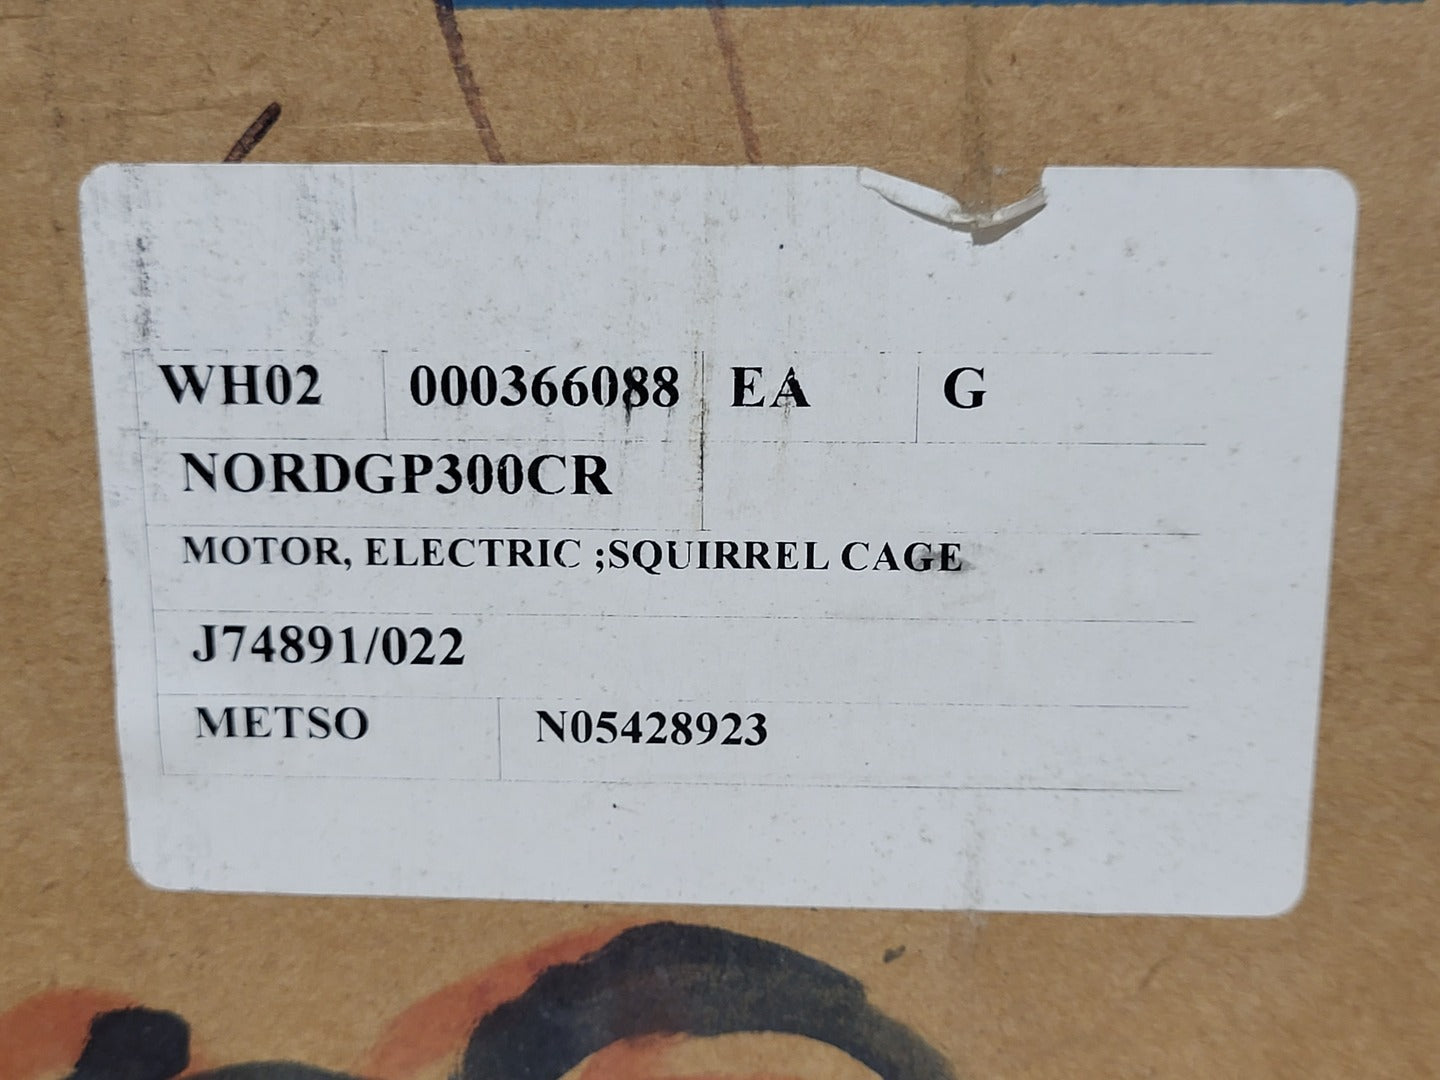 WH02 000366088 EA G
NORDGP300CR
MOTOR, ELECTRIC ;SQUIRREL CAGE
J74891/022
METSO N05428923